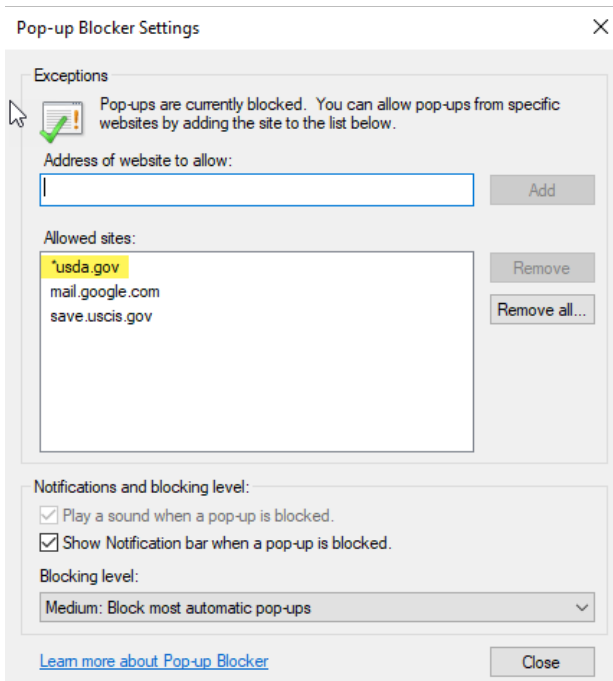 Pop-up Blocker Settings
Exceptions
Pop-ups are currently blocked. You can allow pop-ups from specific
websites by adding the site to the list below.
Address of website to allow:
Add
Allowed sites:
*usda.gov
Remove
mail.google.com
save.uscis.gov
Remove all...
Notifications and blocking level:
Play a sound when a pop-up is blocked.
Show Notification bar when a pop-up is blocked.
Blocking level:
Medium: Block most automatic pop-ups
Learn more about Pop-up Blocker
Close